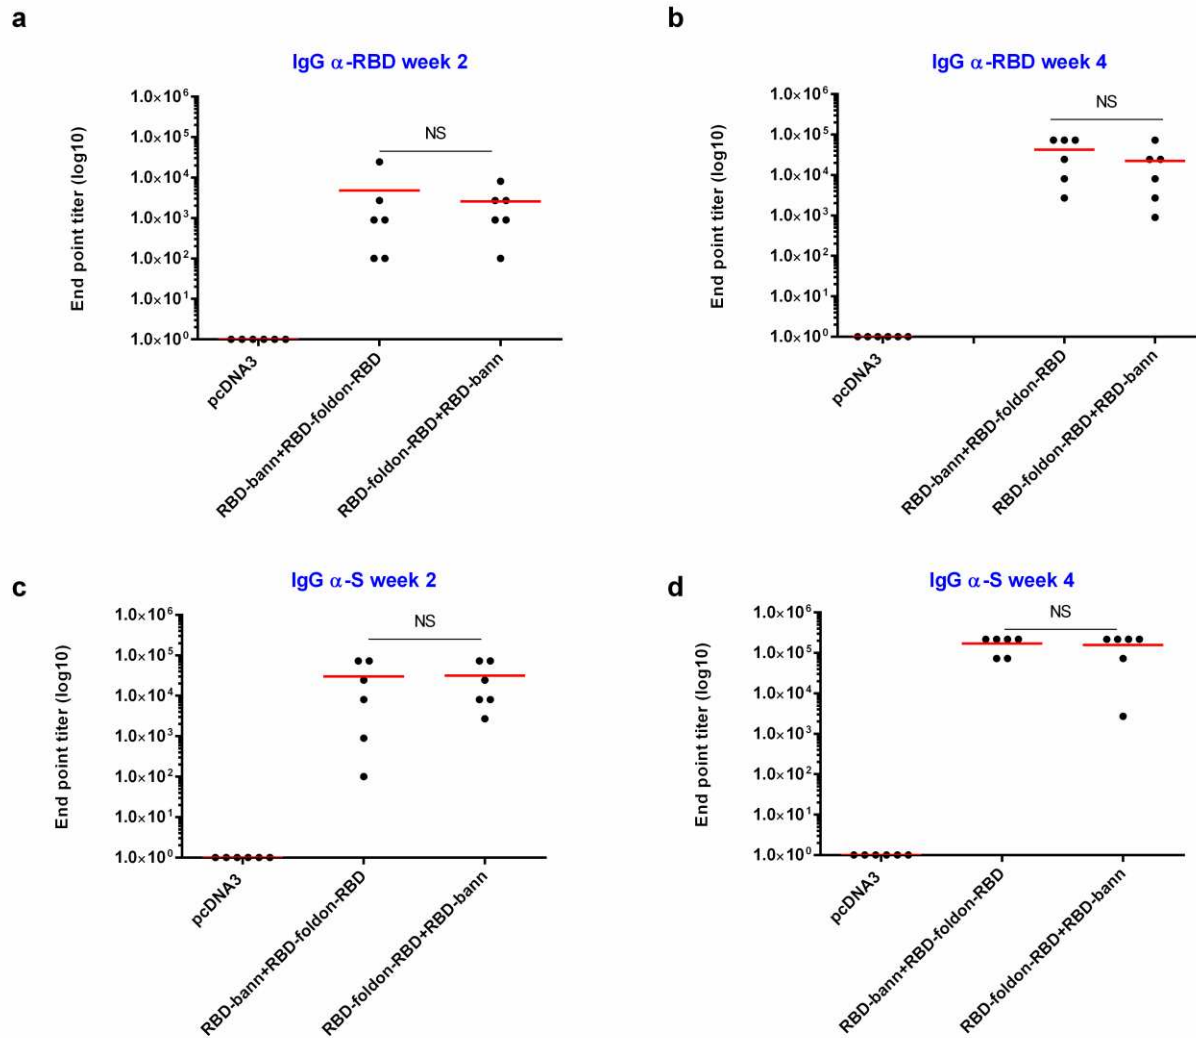 a
IgG α-RBD week 2
End point titer (log10)
1.0×10⁶
1.0×10⁵
1.0×10⁴
1.0×10³
1.0×10²
1.0×10¹
1.0×10⁰
NS
pcDNA3
RBD-bann+RBD-foldon-RBD
RBD-foldon-RBD+RBD-bann
b
IgG α-RBD week 4
End point titer (log10)
1.0×10⁶
1.0×10⁵
1.0×10⁴
1.0×10³
1.0×10²
1.0×10¹
1.0×10⁰
NS
pcDNA3
RBD-bann+RBD-foldon-RBD
RBD-foldon-RBD+RBD-bann
c
IgG α-S week 2
End point titer (log10)
1.0×10⁶
1.0×10⁵
1.0×10⁴
1.0×10³
1.0×10²
1.0×10¹
1.0×10⁰
NS
pcDNA3
RBD-bann+RBD-foldon-RBD
RBD-foldon-RBD+RBD-bann
d
IgG α-S week 4
End point titer (log10)
1.0×10⁶
1.0×10⁵
1.0×10⁴
1.0×10³
1.0×10²
1.0×10¹
1.0×10⁰
NS
pcDNA3
RBD-bann+RBD-foldon-RBD
RBD-foldon-RBD+RBD-bann